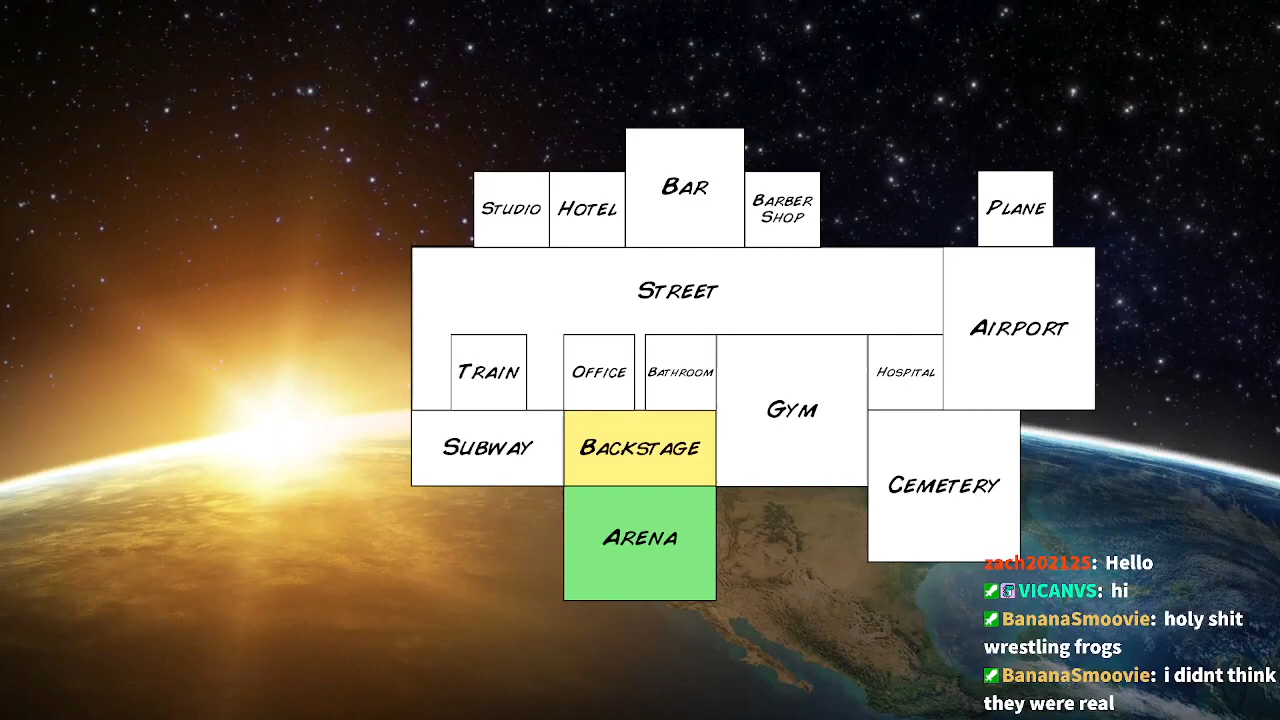 BAR
STUDIO
HOTEL
BARBER
SHOP
PLANE
STREET
AIRPORT
TRAIN
OFFICE
BATHROOM
HOSPITAL
GYM
SUBWAY
BACKSTAGE
CEMETERY
ARENA
zach202125: Hello
VICANVS: hi
BananaSmoovie: holy shit
wrestling frogs
BananaSmoovie: i didnt think
they were real